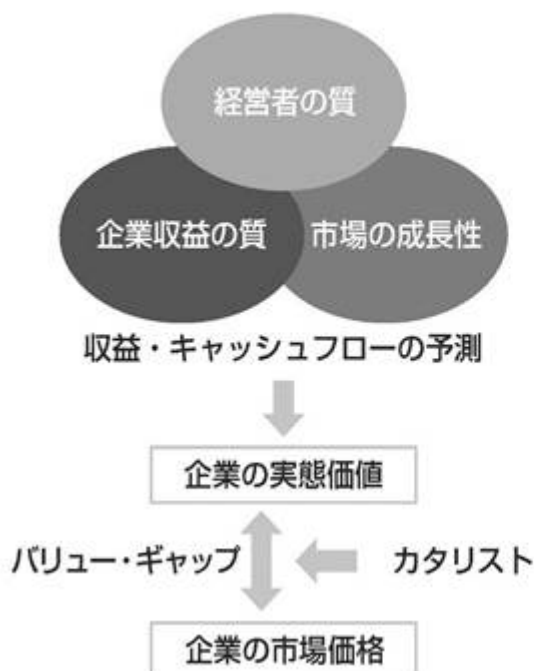 経営者の質
企業収益の質
市場の成長性
収益・キャッシュフローの予測
企業の実態価値
バリュー・ギャップ
カタリスト
企業の市場価格